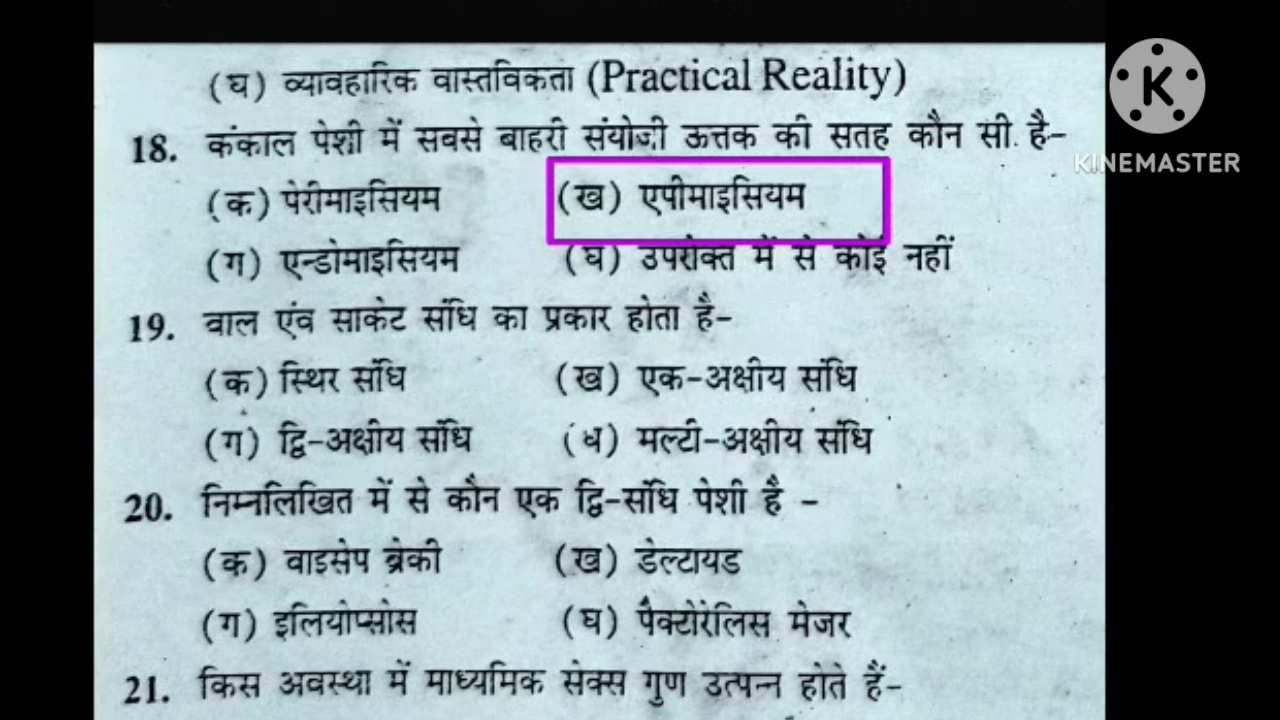 (घ) व्यावहारिक वास्तविकता (Practical Reality)
18. कंकाल पेशी में सबसे बाहरी संयोजी ऊत्तक की सतह कौन सी है-
(क) पेरीमाइसियम (ख) एपीमाइसियम
(ग) एन्डोमाइसियम (घ) उपरोक्त में से कोई नहीं
19. वाल एंव साकेट संधि का प्रकार होता है-
(क) स्थिर संधि (ख) एक-अक्षीय संधि
(ग) द्वि-अक्षीय संधि (ध) मल्टी-अक्षीय संधि
20. निम्नलिखित में से कौन एक द्वि-संधि पेशी है -
(क) वाइसेप ब्रेकी (ख) डेल्टायड
(ग) इलियोप्सोस (घ) पैक्टोरेलिस मेजर
21. किस अवस्था में माध्यमिक सेक्स गुण उत्पन्न होते हैं-
K
KINEMASTER